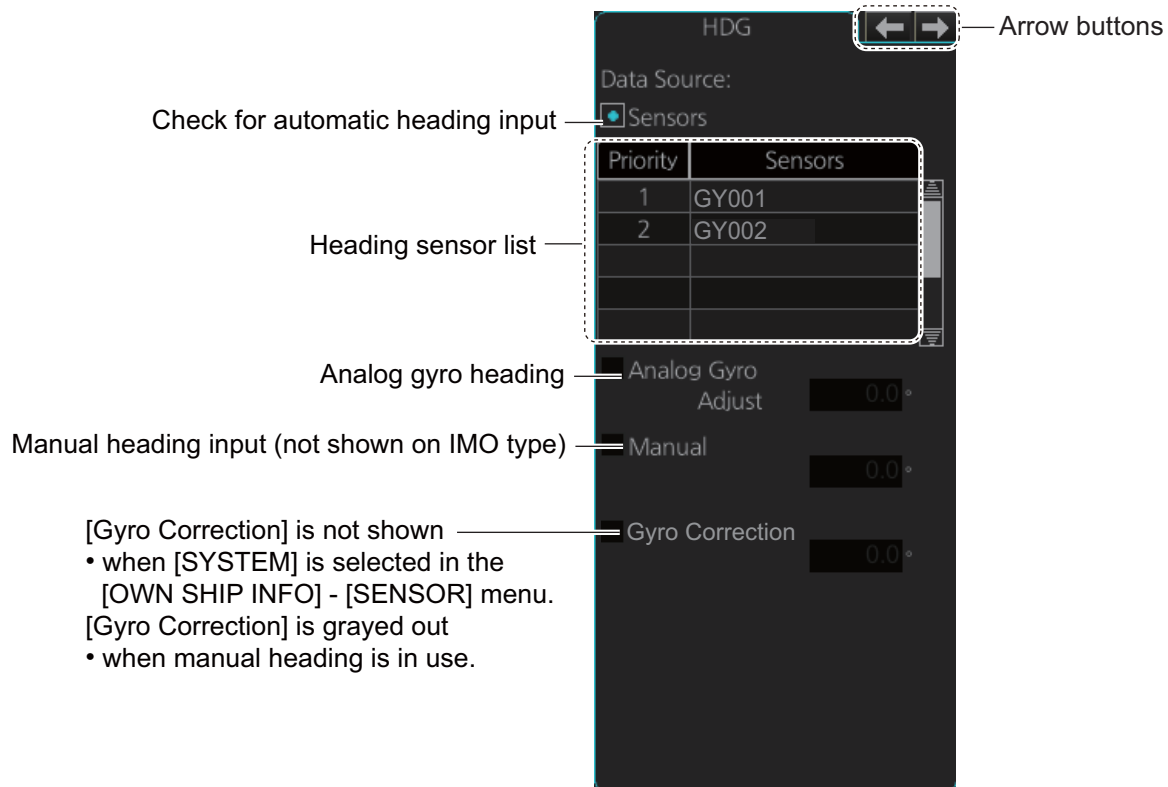 HDG
Arrow buttons
Data Source:
Check for automatic heading input
Sensors
Priority Sensors
1 GY001
2 GY002
Heading sensor list
Analog gyro heading
Analog Gyro
Adjust 0.0°
Manual heading input (not shown on IMO type)
Manual
0.0°
[Gyro Correction] is not shown
• when [SYSTEM] is selected in the
[OWN SHIP INFO] - [SENSOR] menu.
[Gyro Correction] is grayed out
• when manual heading is in use.
Gyro Correction
0.0°